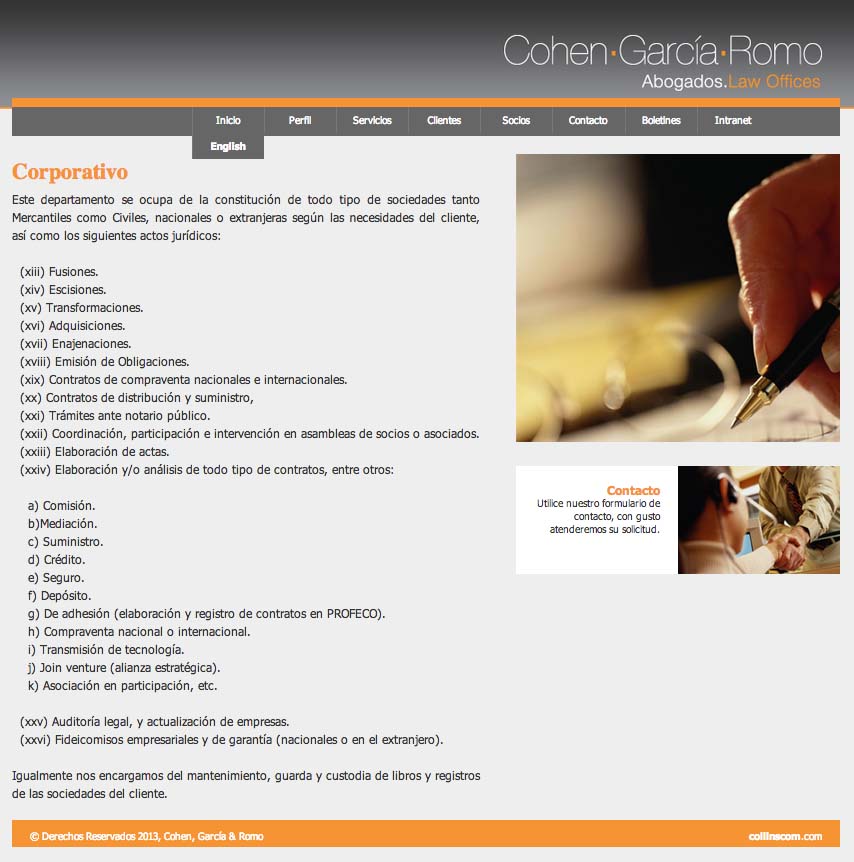 Cohen·García·Romo
Abogados.Law Offices
Inicio Perfil Servicios Clientes Socios Contacto Boletines Intranet
English
Corporativo
Este departamento se ocupa de la constitución de todo tipo de sociedades tanto
Mercantiles como Civiles, nacionales o extranjeras según las necesidades del cliente,
así como los siguientes actos jurídicos:
(xiii) Fusiones.
(xiv) Escisiones.
(xv) Transformaciones.
(xvi) Adquisiciones.
(xvii) Enajenaciones.
(xviii) Emisión de Obligaciones.
(xix) Contratos de compraventa nacionales e internacionales.
(xx) Contratos de distribución y suministro,
(xxi) Trámites ante notario público.
(xxii) Coordinación, participación e intervención en asambleas de socios o asociados.
(xxiii) Elaboración de actas.
(xxiv) Elaboración y/o análisis de todo tipo de contratos, entre otros:
a) Comisión.
b)Mediación.
c) Suministro.
d) Crédito.
e) Seguro.
f) Depósito.
g) De adhesión (elaboración y registro de contratos en PROFECO).
h) Compraventa nacional o internacional.
i) Transmisión de tecnología.
j) Join venture (alianza estratégica).
k) Asociación en participación, etc.
(xxv) Auditoría legal, y actualización de empresas.
(xxvi) Fideicomisos empresariales y de garantía (nacionales o en el extranjero).
Igualmente nos encargamos del mantenimiento, guarda y custodia de libros y registros
de las sociedades del cliente.
Contacto
Utilice nuestro formulario de
contacto, con gusto
atenderemos su solicitud.
© Derechos Reservados 2013, Cohen, García & Romo
collinscom.com